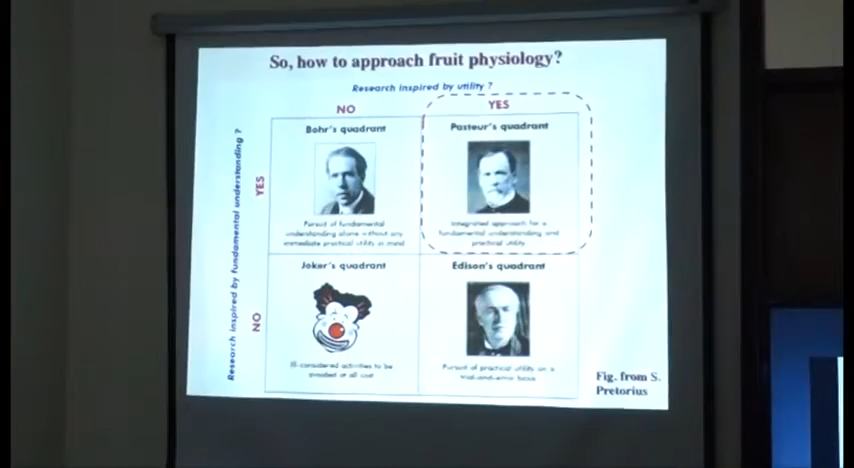 So, how to approach fruit physiology?
Research inspired by utility ?
NO
YES
Research inspired by fundamental understanding ?
YES
Bohr's quadrant
Pursuit of fundamental
understanding alone without any
immediate practical utility in mind
Pasteur's quadrant
Integrated approach for a
fundamental understanding and
practical utility
NO
Joker's quadrant
Ill-considered activities to be
avoided at all cost
Edison's quadrant
Pursuit of practical utility on a
trial-and-error basis
Fig. from S.
Pretorius